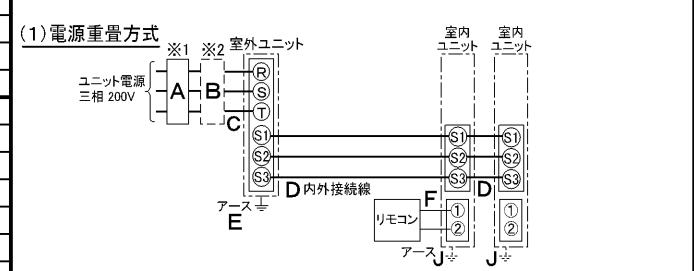 (1)電源重畳方式
※1 ※2 室外ユニット
室内
ユニット
室内
ユニット
ユニット電源
三相 200V
A
B
C
R
S
T
S1
S2
S3
S1
S2
S3
S1
S2
S3
D 内外接続線
D
アース
E
リモコン
F
①
②
①
②
アース J
J